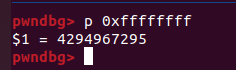 pwndbg> p 0xffffffff
$1 = 4294967295
pwndbg>